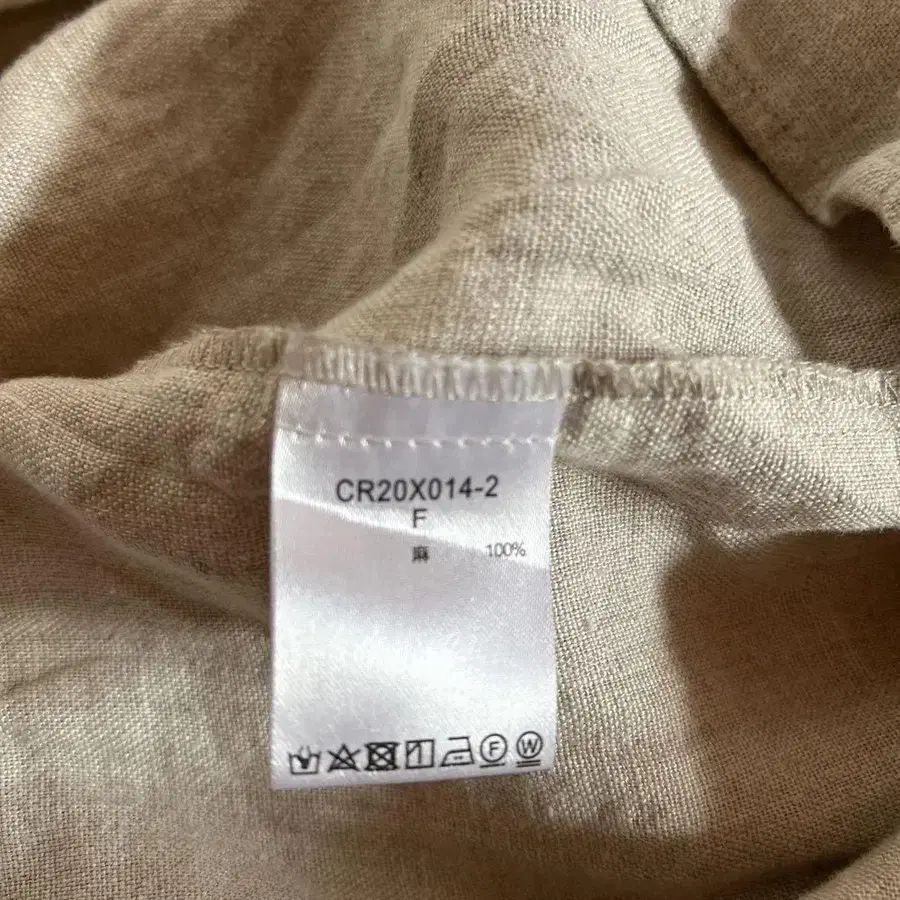 CR20X014-2
F
麻 100%
F W